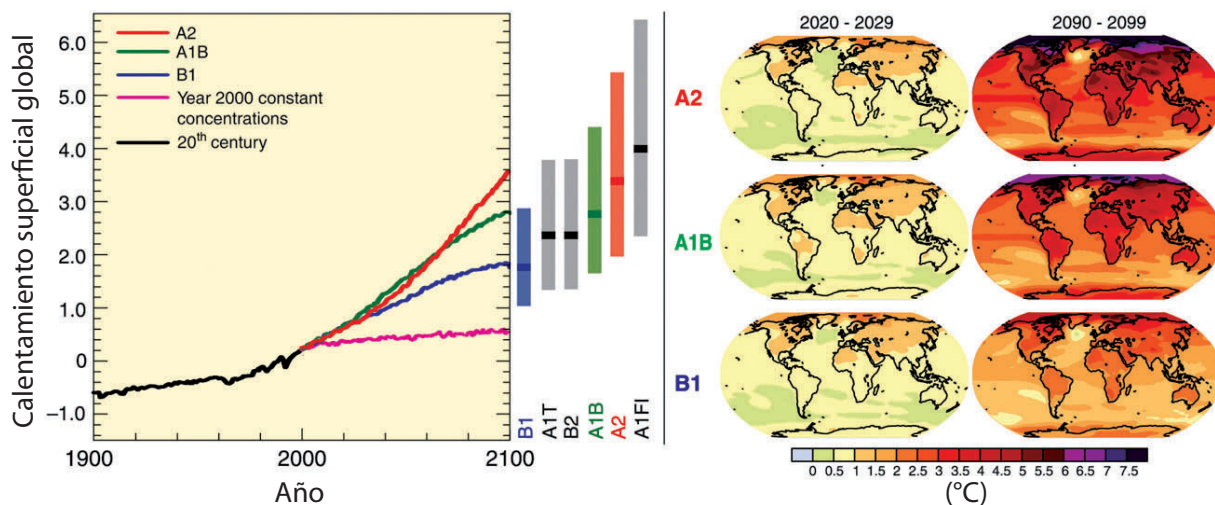 Calentamiento superficial global
6.0
5.0
4.0
3.0
2.0
1.0
0
−1.0
A2
A1B
B1
Year 2000 constant
concentrations
20th century
1900
2000
2100
Año
B1
A1T
B2
A1B
A2
A1FI
2020 - 2029
2090 - 2099
A2
A1B
B1
0 0.5 1 1.5 2 2.5 3 3.5 4 4.5 5 5.5 6 6.5 7 7.5
(°C)